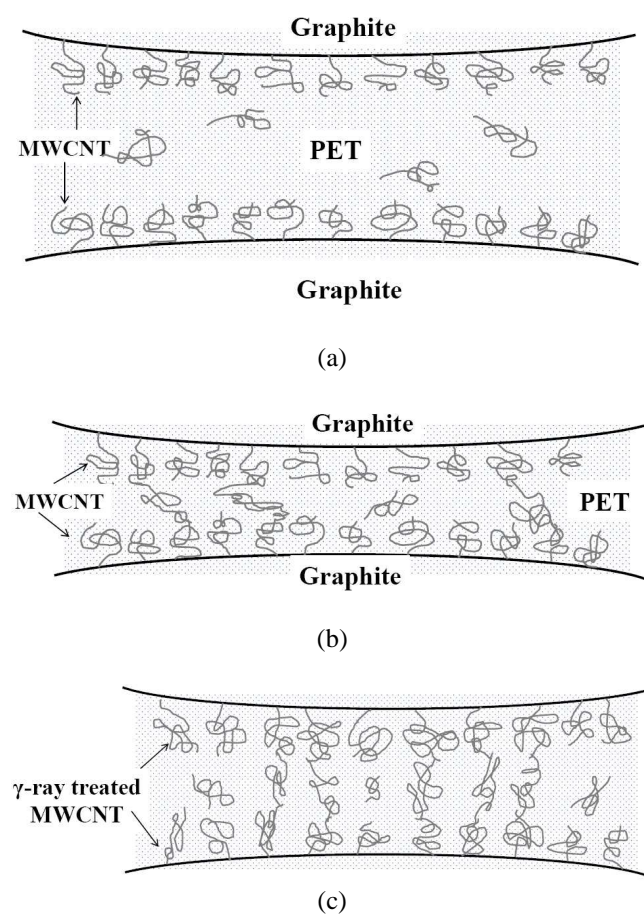 Graphite
MWCNT
PET
Graphite
(a)
Graphite
MWCNT
PET
Graphite
(b)
γ-ray treated
MWCNT
(c)